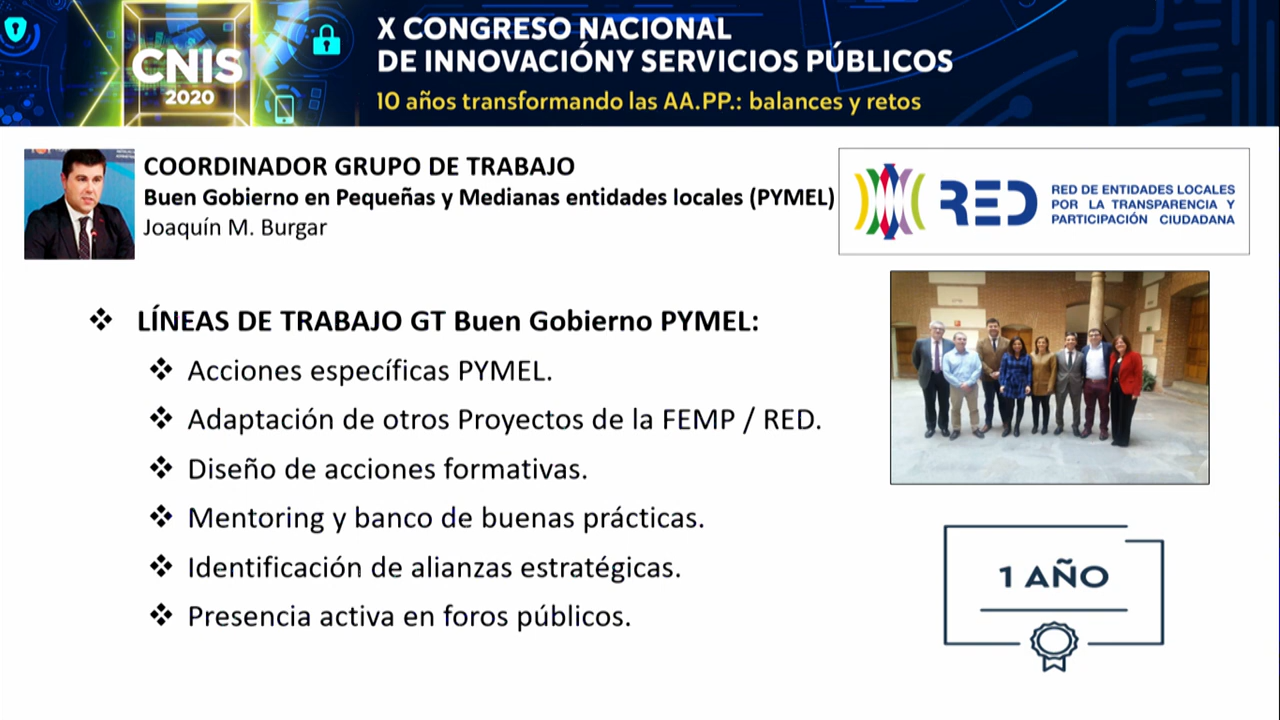 CNIS
2020
X CONGRESO NACIONAL
DE INNOVACIÓNY SERVICIOS PÚBLICOS
10 años transformando las AA.PP.: balances y retos
COORDINADOR GRUPO DE TRABAJO
Buen Gobierno en Pequeñas y Medianas entidades locales (PYMEL)
Joaquín M. Burgar
RED
RED DE ENTIDADES LOCALES
POR LA TRANSPARENCIA Y
PARTICIPACIÓN CIUDADANA
❖ LÍNEAS DE TRABAJO GT Buen Gobierno PYMEL:
❖ Acciones específicas PYMEL.
❖ Adaptación de otros Proyectos de la FEMP / RED.
❖ Diseño de acciones formativas.
❖ Mentoring y banco de buenas prácticas.
❖ Identificación de alianzas estratégicas.
❖ Presencia activa en foros públicos.
1 AÑO